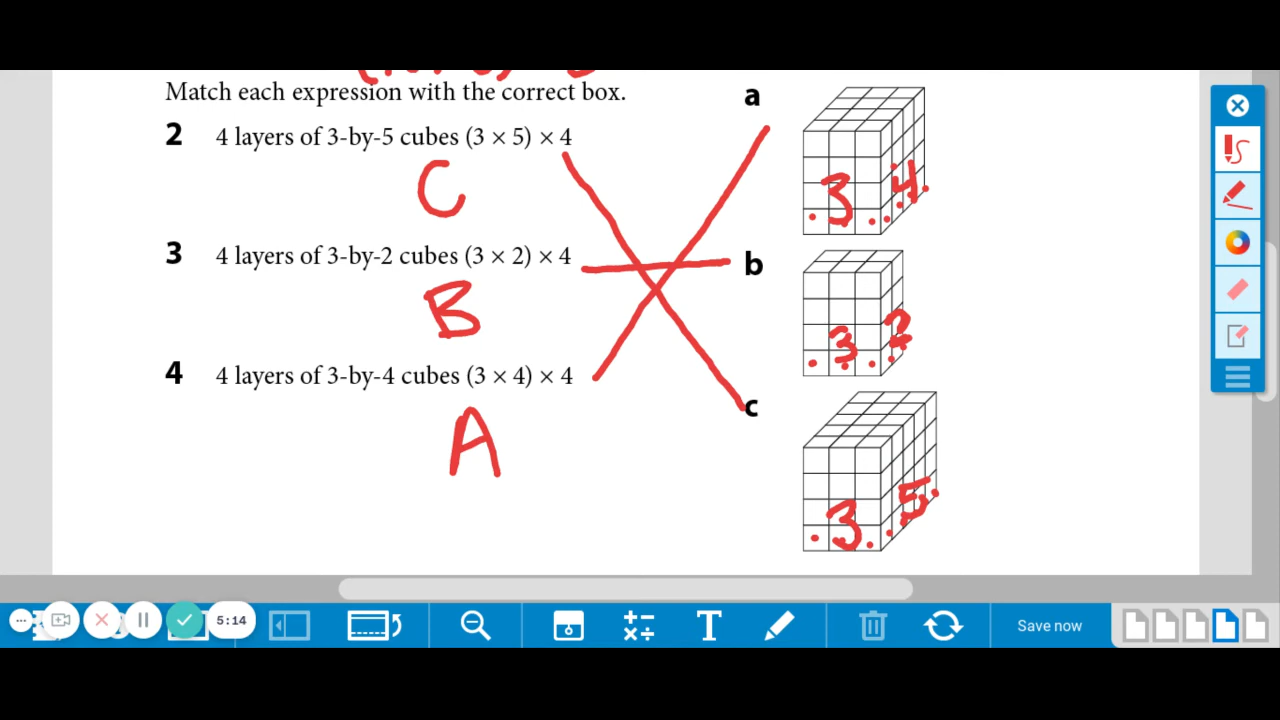 Match each expression with the correct box.
2 4 layers of 3-by-5 cubes (3 × 5) × 4
C
3 4 layers of 3-by-2 cubes (3 × 2) × 4
B
4 4 layers of 3-by-4 cubes (3 × 4) × 4
A
a
3 4
b
3 2
c
3 5
5:14
T
Save now